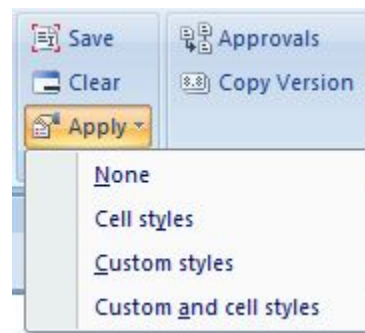 Save
Approvals
Clear
Copy Version
Apply
None
Cell styles
Custom styles
Custom and cell styles